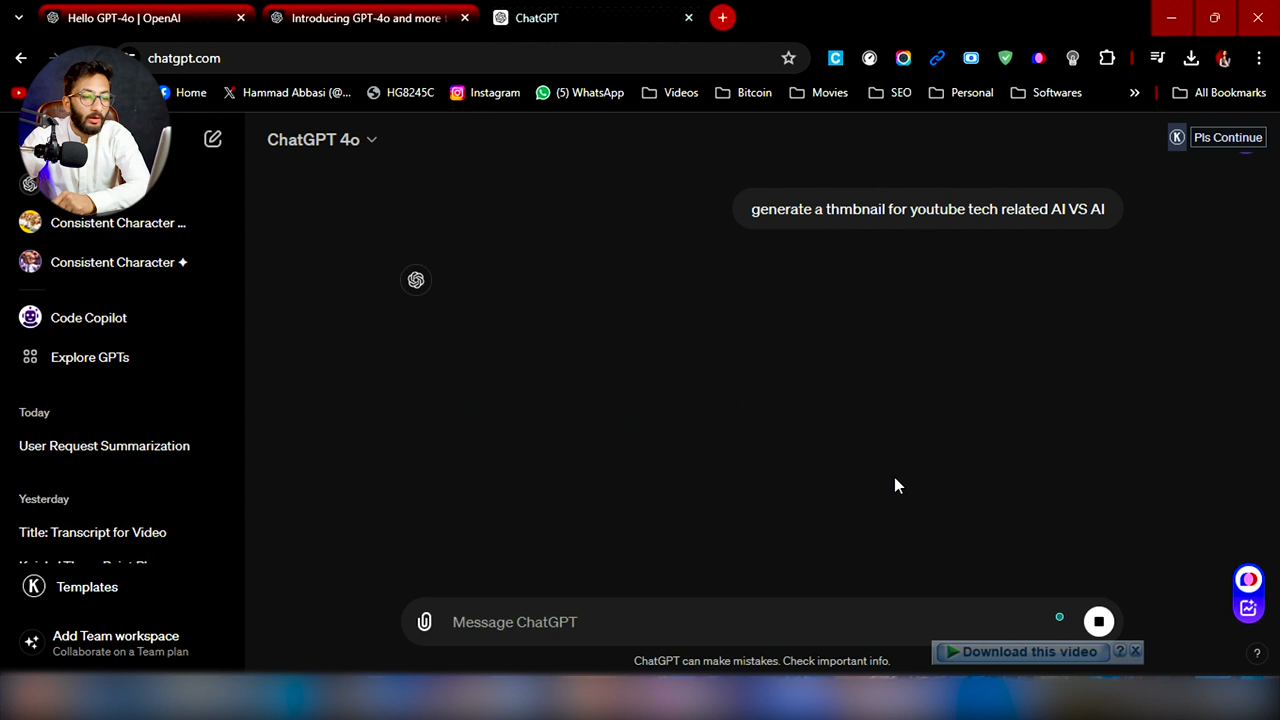 Hello GPT-4o | OpenAI
Introducing GPT-4o and more t
ChatGPT
chatgpt.com
Home
Hammad Abbasi (@...
HG8245C
Instagram
(5) WhatsApp
Videos
Bitcoin
Movies
SEO
Personal
Softwares
»
All Bookmarks
ChatGPT 4o
K
Pls Continue
generate a thmbnail for youtube tech related AI VS AI
Consistent Character ...
Consistent Character ✦
Code Copilot
Explore GPTs
Today
User Request Summarization
Yesterday
Title: Transcript for Video
K
Templates
Add Team workspace
Collaborate on a Team plan
Message ChatGPT
Download this video
?
ChatGPT can make mistakes. Check important info.
?